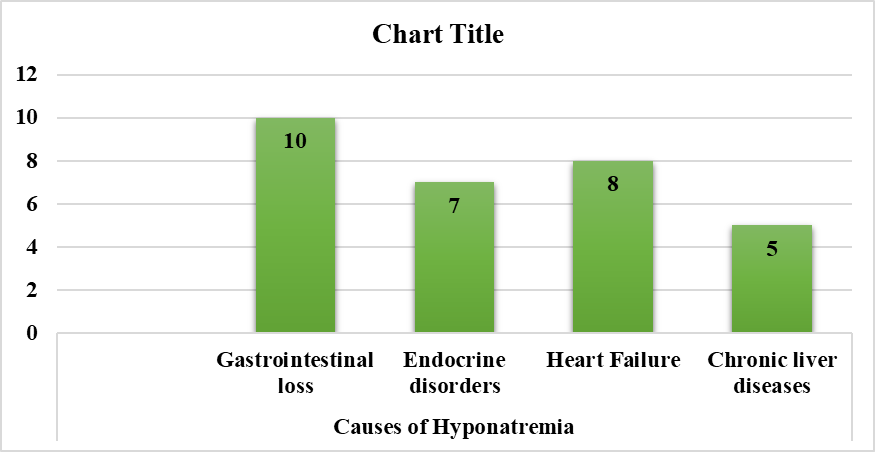 Chart Title
12
10
8
6
4
2
0
10
7
8
5
Gastrointestinal
loss
Endocrine
disorders
Heart Failure
Chronic liver
diseases
Causes of Hyponatremia